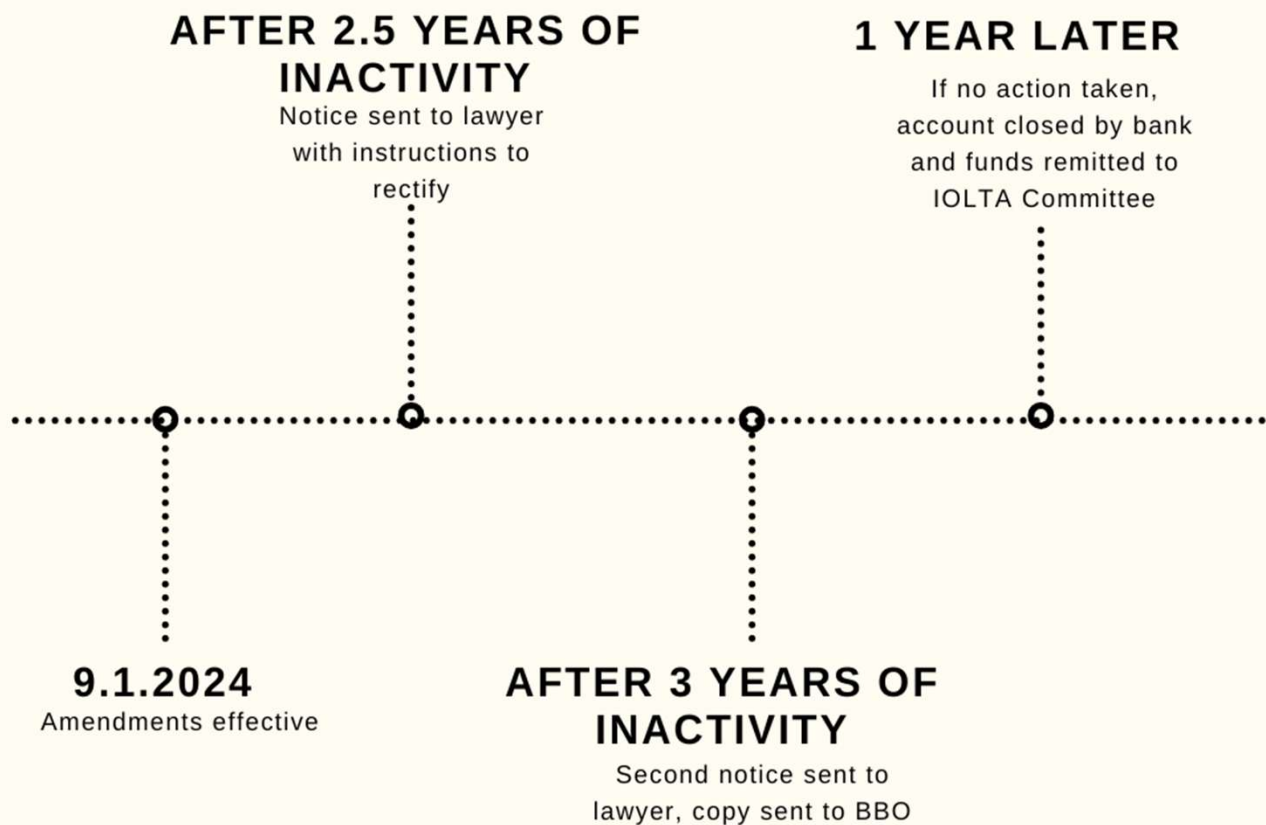 AFTER 2.5 YEARS OF
INACTIVITY
Notice sent to lawyer
with instructions to
rectify
1 YEAR LATER
If no action taken,
account closed by bank
and funds remitted to
IOLTA Committee
9.1.2024
Amendments effective
AFTER 3 YEARS OF
INACTIVITY
Second notice sent to
lawyer, copy sent to BBO